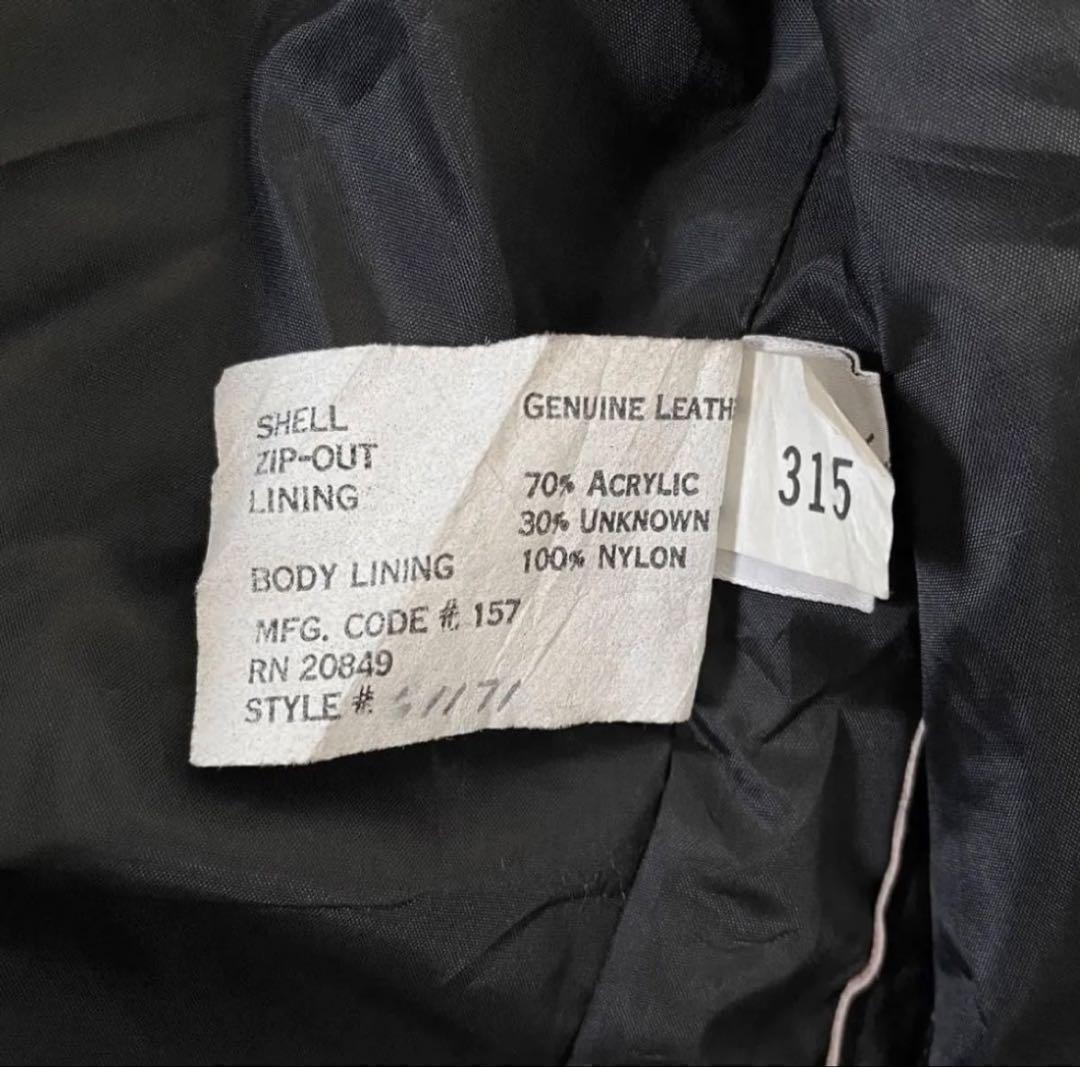 SHELL GENUINE LEATH
ZIP-OUT
LINING 70% ACRYLIC
30% UNKNOWN
BODY LINING 100% NYLON
MFG. CODE # 157
RN 20849
STYLE #
315